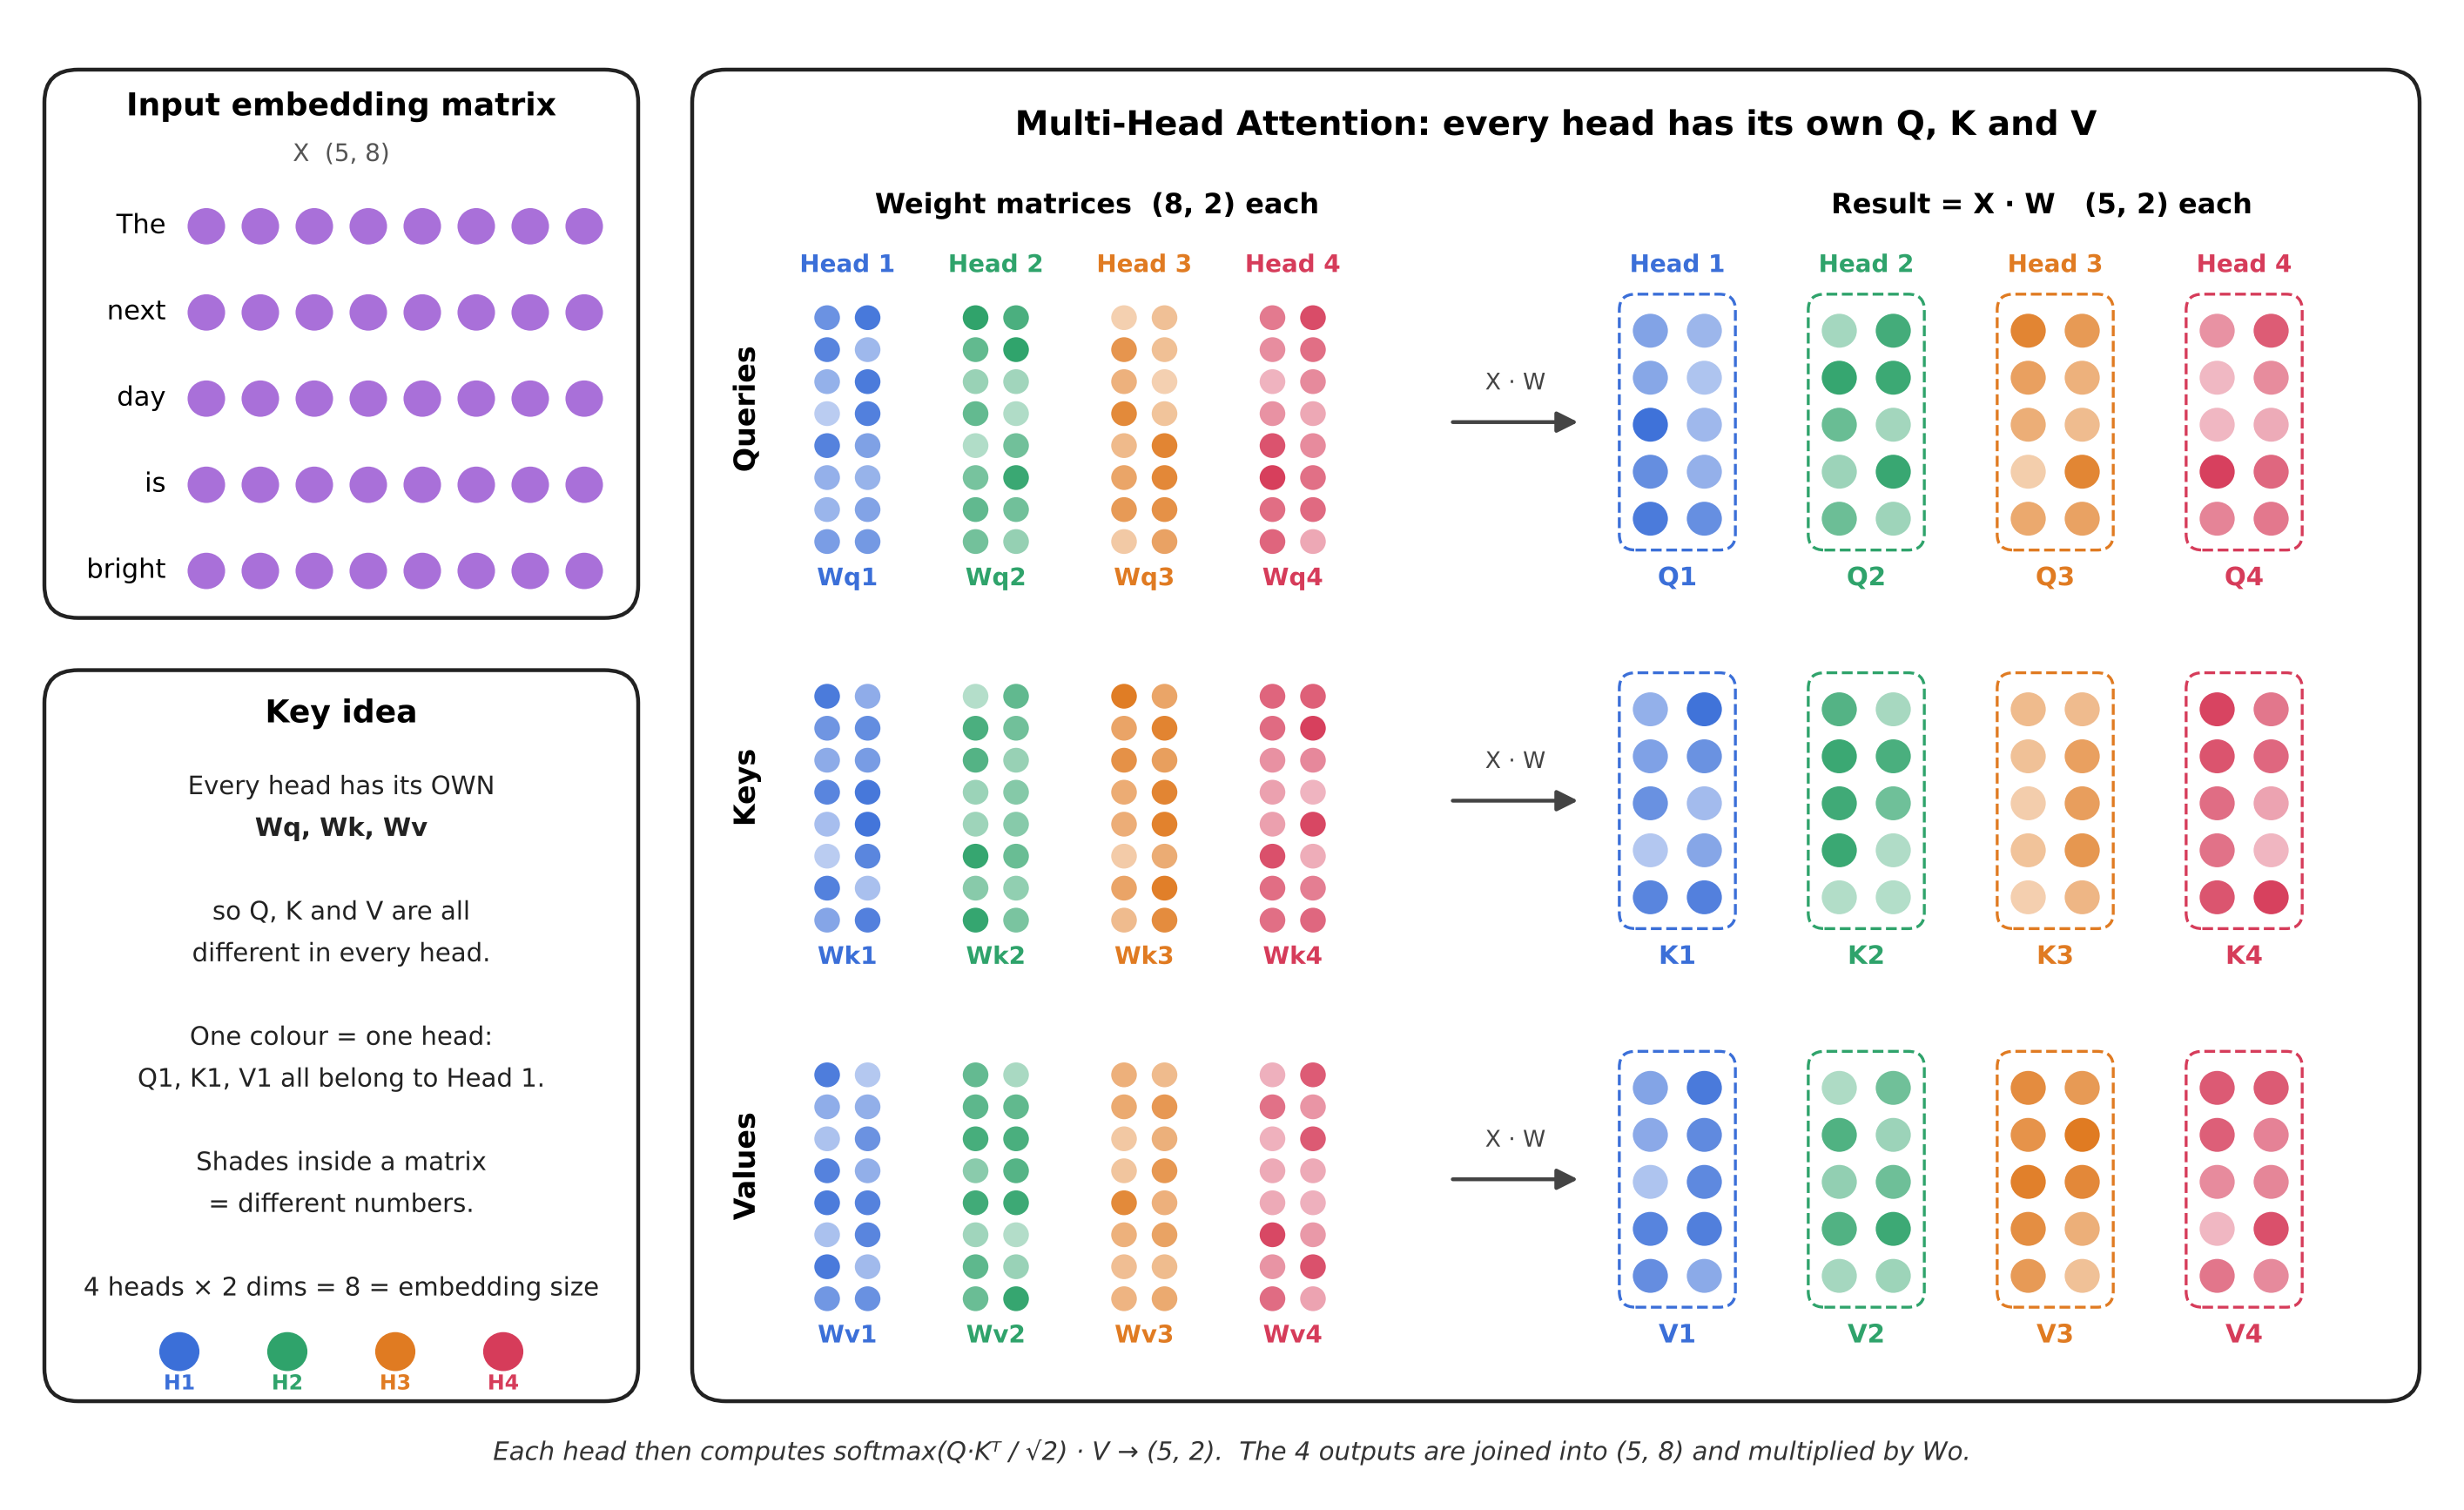 Input embedding matrix
X (5, 8)
The
next
day
is
bright
Key idea
Every head has its OWN
Wq, Wk, Wv
so Q, K and V are all
different in every head.
One colour = one head:
Q1, K1, V1 all belong to Head 1.
Shades inside a matrix
= different numbers.
4 heads × 2 dims = 8 = embedding size
H1 H2 H3 H4
Multi-Head Attention: every head has its own Q, K and V
Weight matrices (8, 2) each
Result = X · W (5, 2) each
Head 1 Head 2 Head 3 Head 4
Head 1 Head 2 Head 3 Head 4
Queries
X · W
Wq1 Wq2 Wq3 Wq4
Q1 Q2 Q3 Q4
Keys
X · W
Wk1 Wk2 Wk3 Wk4
K1 K2 K3 K4
Values
X · W
Wv1 Wv2 Wv3 Wv4
V1 V2 V3 V4
Each head then computes softmax(Q·Kᵀ / √2) · V → (5, 2). The 4 outputs are joined into (5, 8) and multiplied by Wo.